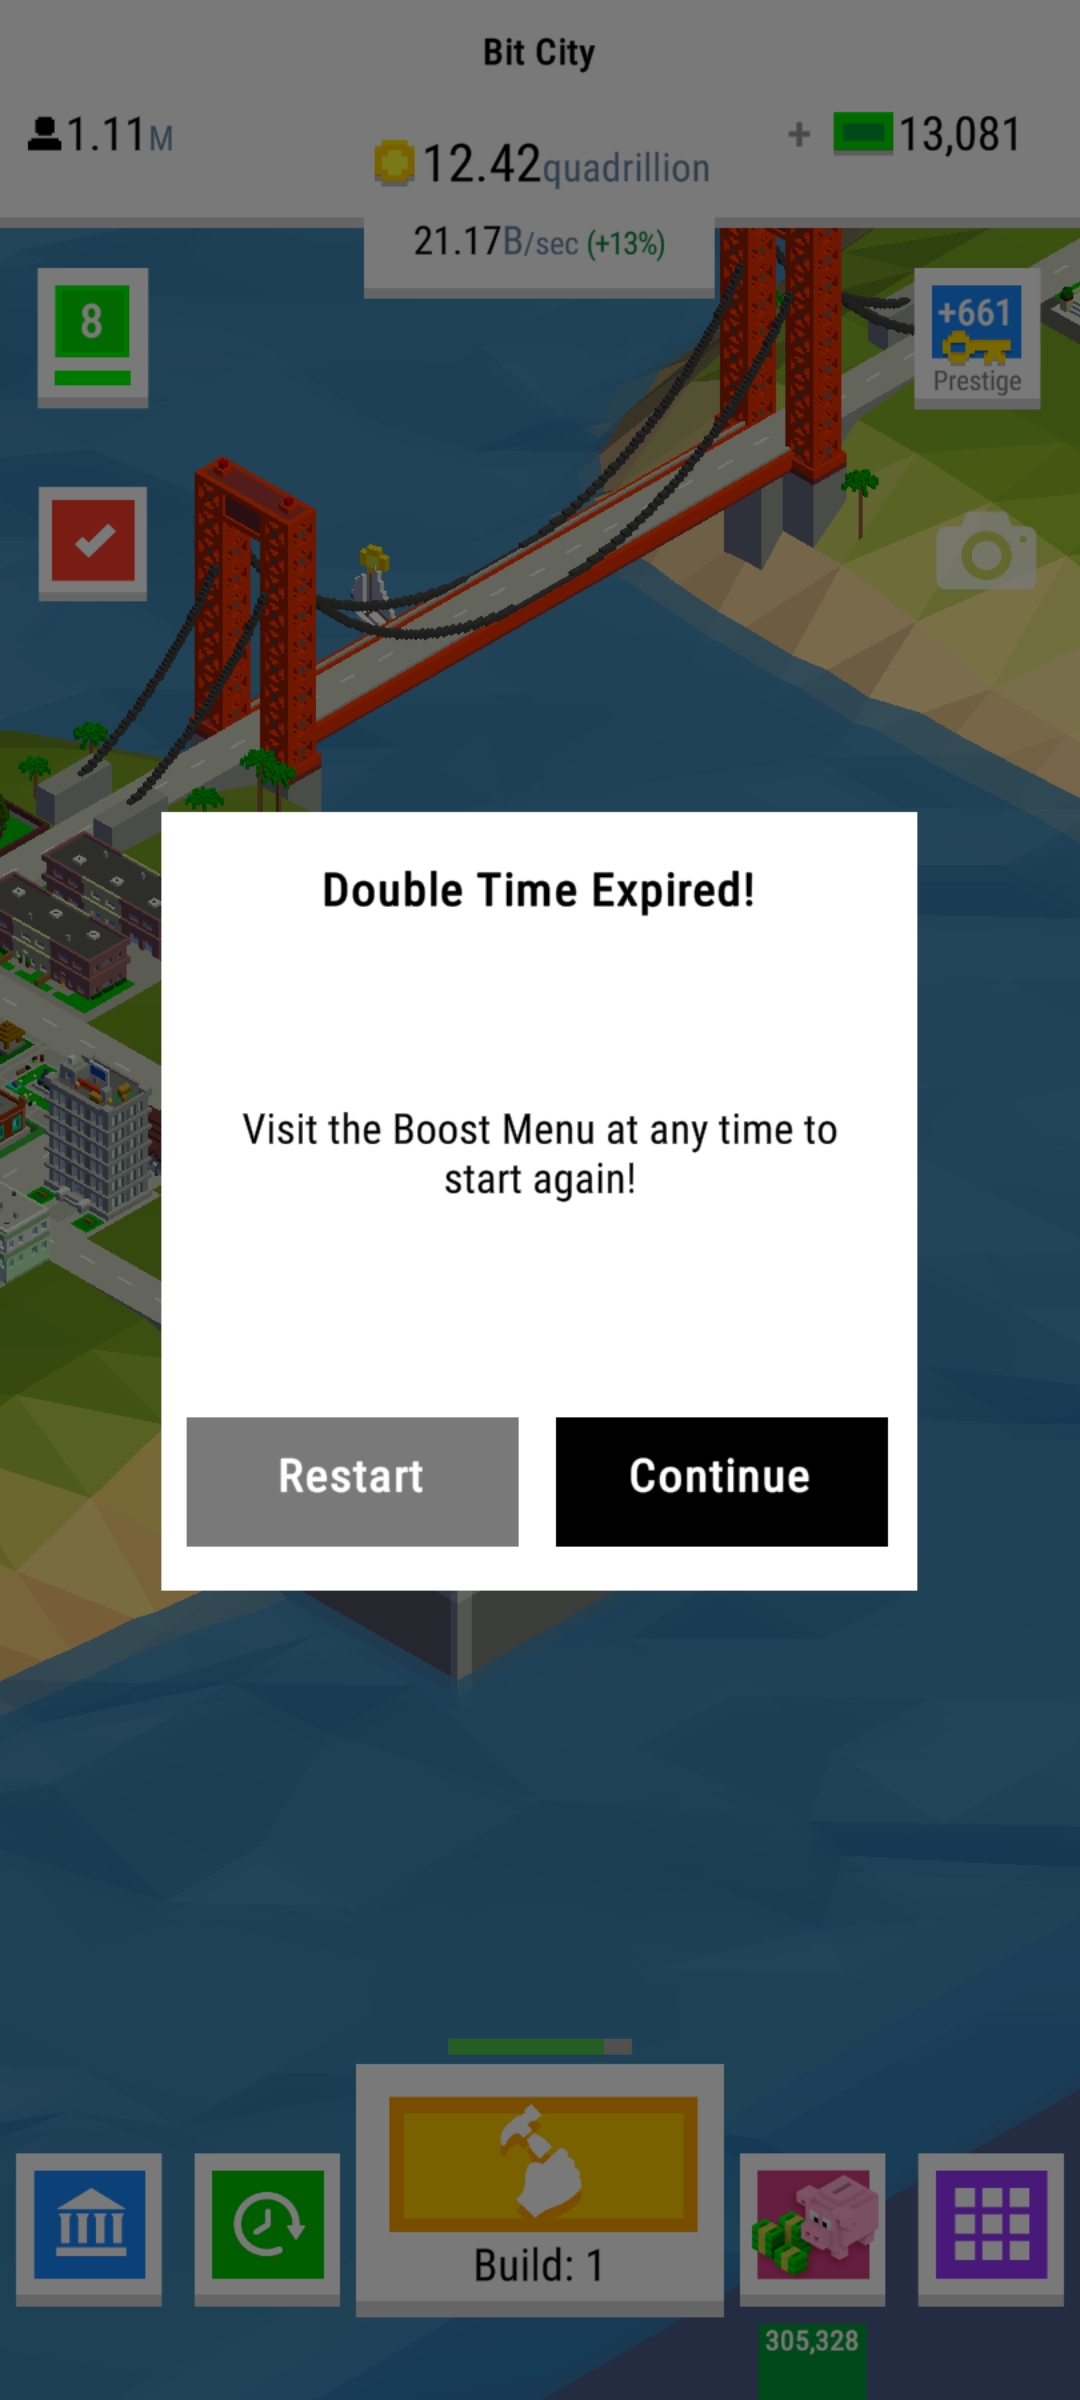 Bit City
1.11M
12.42quadrillion
+ 13,081
21.17B/sec (+13%)
8
+661
Prestige
Double Time Expired!
Visit the Boost Menu at any time to
start again!
Restart
Continue
Build: 1
305,328